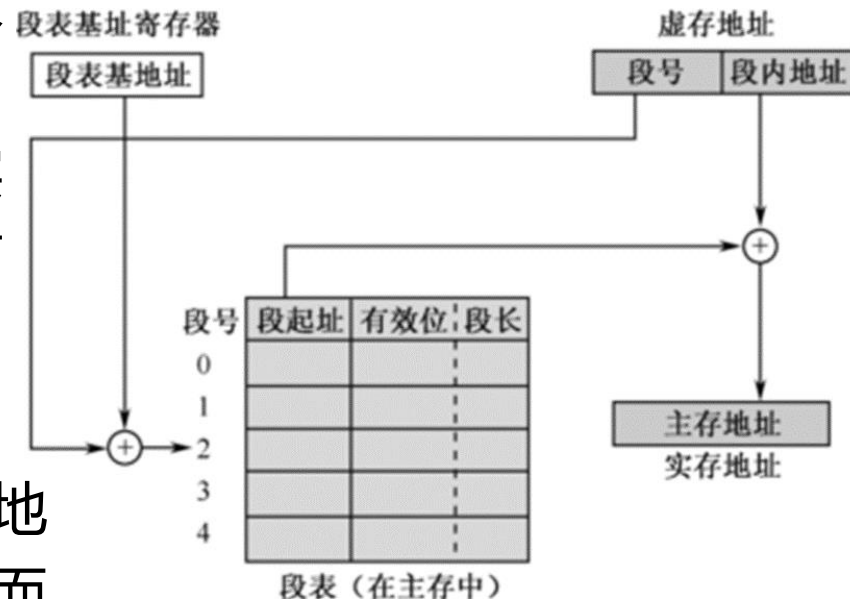 段表基址寄存器
虚存地址
段表基地址
段号 段内地址
段号 段起址 有效位 段长
0
1
2
3
4
主存地址
实存地址
地
而
段表（在主存中）